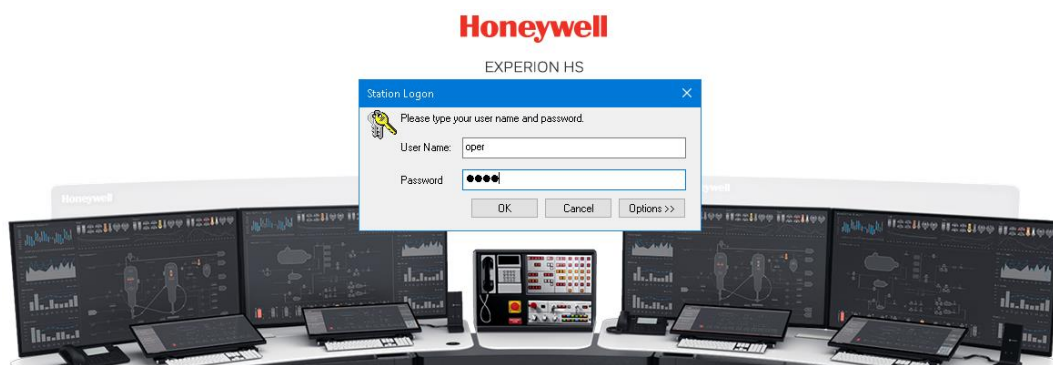 Honeywell
EXPERION HS
Station Logon
Please type your user name and password.
User Name: oper
Password ●●●●
OK Cancel Options >>
Honeywell